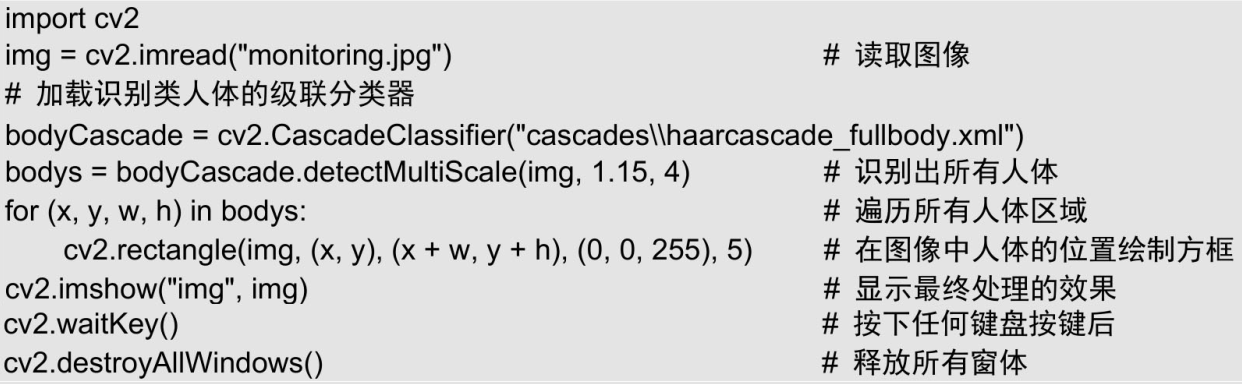 import cv2
img = cv2.imread("monitoring.jpg") # 读取图像
# 加载识别类人体的级联分类器
bodyCascade = cv2.CascadeClassifier("cascades\\haarcascade_fullbody.xml")
bodys = bodyCascade.detectMultiScale(img, 1.15, 4) # 识别出所有人体
for (x, y, w, h) in bodys: # 遍历所有人体区域
    cv2.rectangle(img, (x, y), (x + w, y + h), (0, 0, 255), 5) # 在图像中人体的位置绘制方框
cv2.imshow("img", img) # 显示最终处理的效果
cv2.waitKey() # 按下任何键盘按键后
cv2.destroyAllWindows() # 释放所有窗体